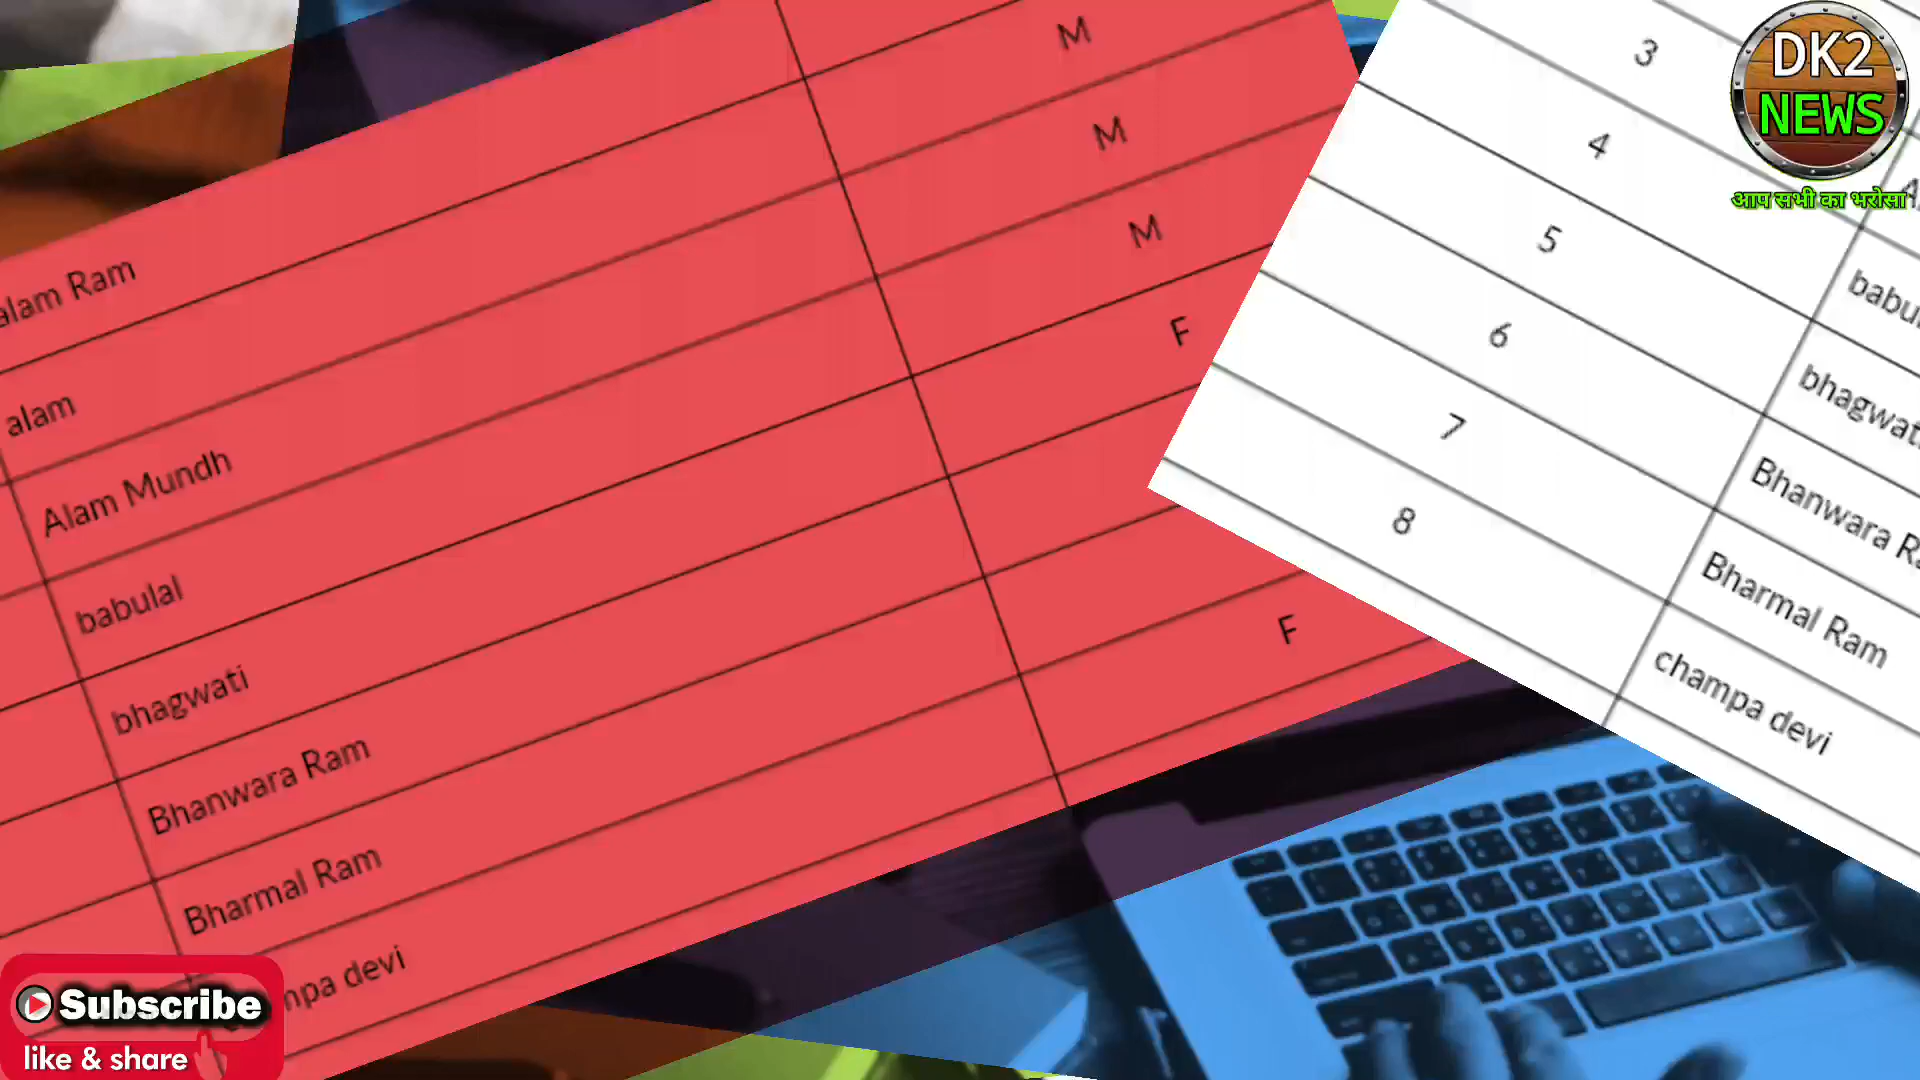 alam Ram
M
alam
M
Alam Mundh
M
babulal
F
bhagwati
Bhanwara Ram
Bharmal Ram
F
mpa devi
3
4
5
babu
6
bhagwat
7
Bhanwara R
8
Bharmal Ram
champa devi
DK2
NEWS
आप सभी का भरोसा
Subscribe
like & share